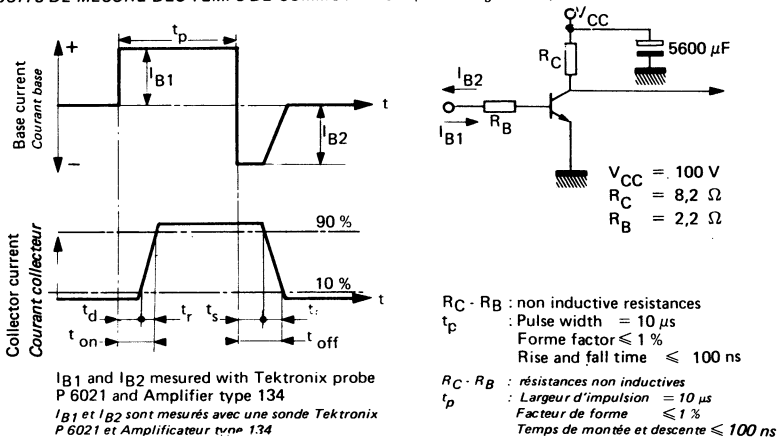 DE MESURE DES TEMPS DE
tp
+
IB1
Base current
Courant base
t
IB2
−
90 %
10 %
Collector current
Courant collecteur
t
td
tr
ts
ton
toff
IB1 and IB2 mesured with Tektronix probe
P 6021 and Amplifier type 134
IB1 et IB2 sont mesurés avec une sonde Tektronix
P 6021 et Amplificateur type 134
VCC
RC
5600 µF
IB2
RB
IB1
VCC = 100 V
RC = 8,2 Ω
RB = 2,2 Ω
RC - RB : non inductive resistances
tp : Pulse width = 10 µs
Forme factor ⩽ 1 %
Rise and fall time ⩽ 100 ns
RC - RB : résistances non inductives
tp : Largeur d'impulsion = 10 µs
Facteur de forme ⩽ 1 %
Temps de montée et descente ⩽ 100 ns